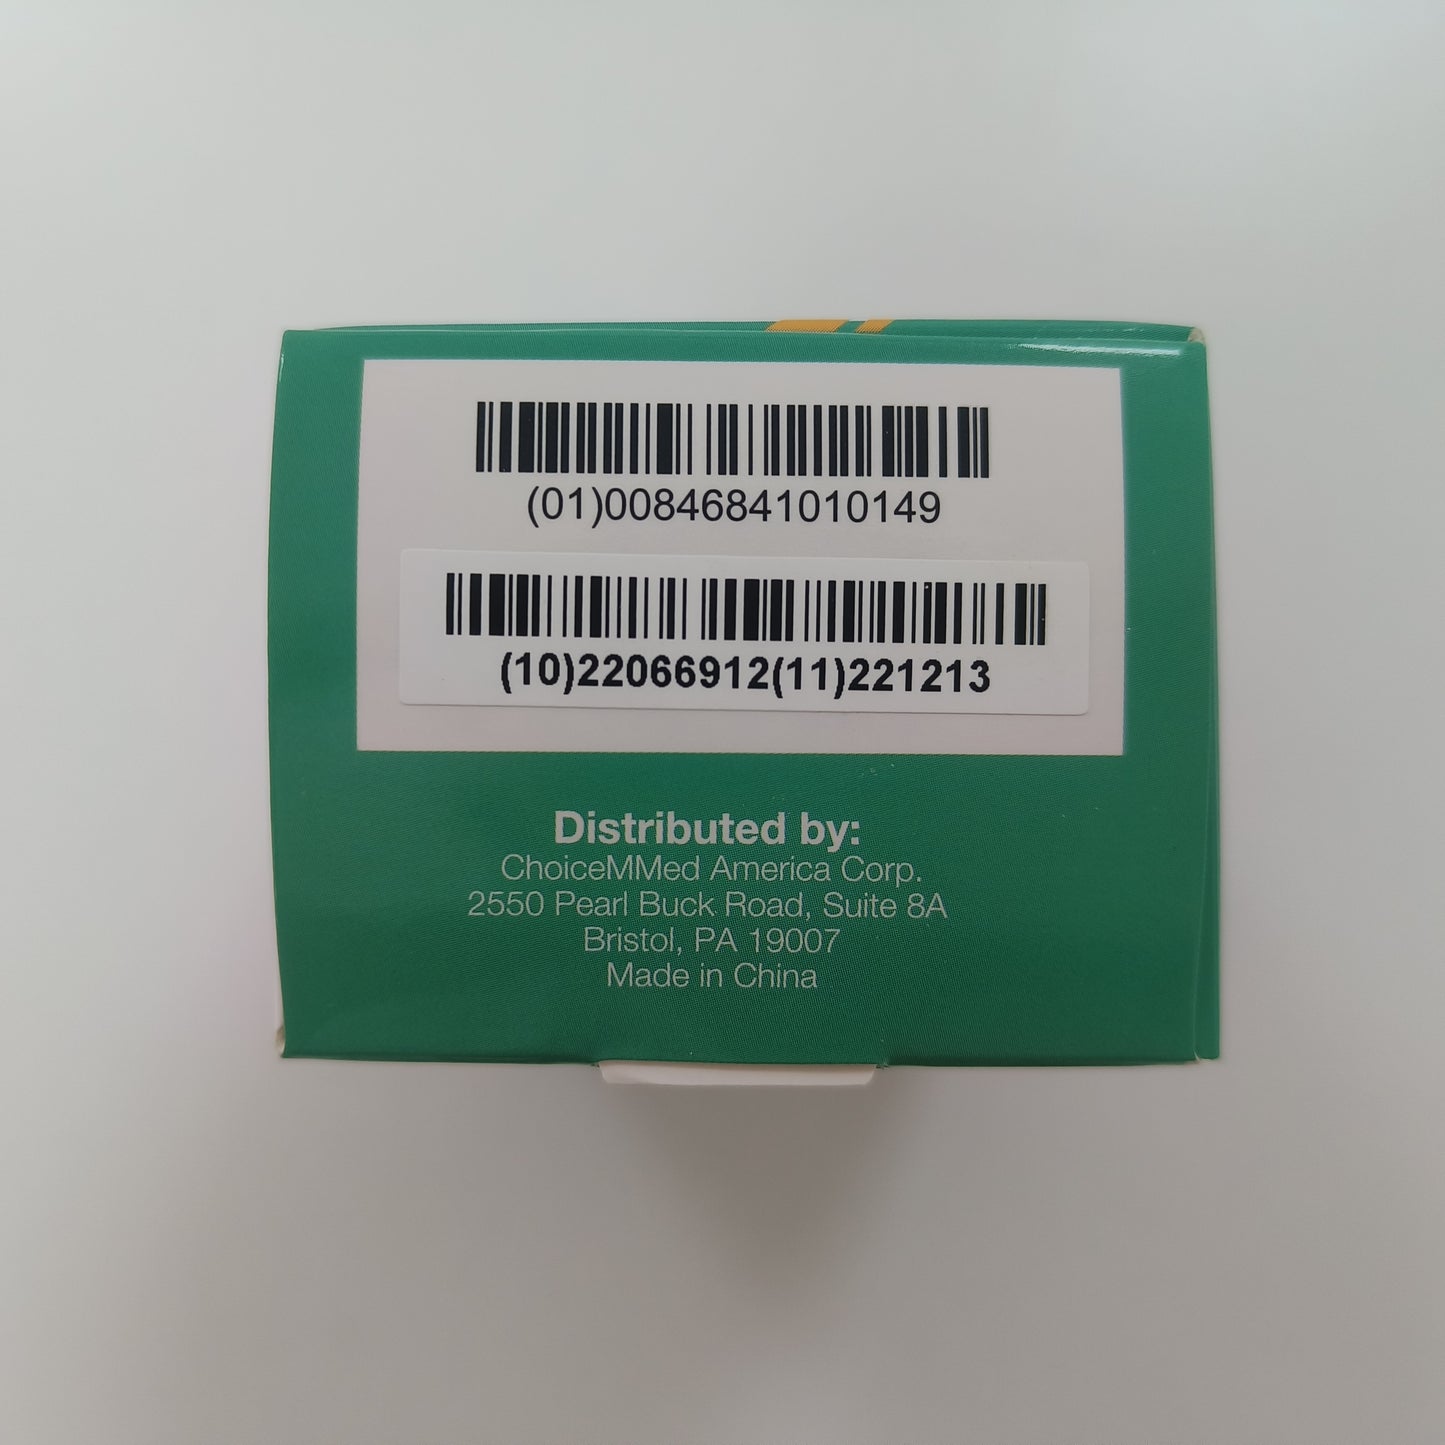 (01)00846841010149
(10)22066912(11)221213
Distributed by:
ChoiceMMed America Corp.
2550 Pearl Buck Road, Suite 8A
Bristol, PA 19007
Made in China